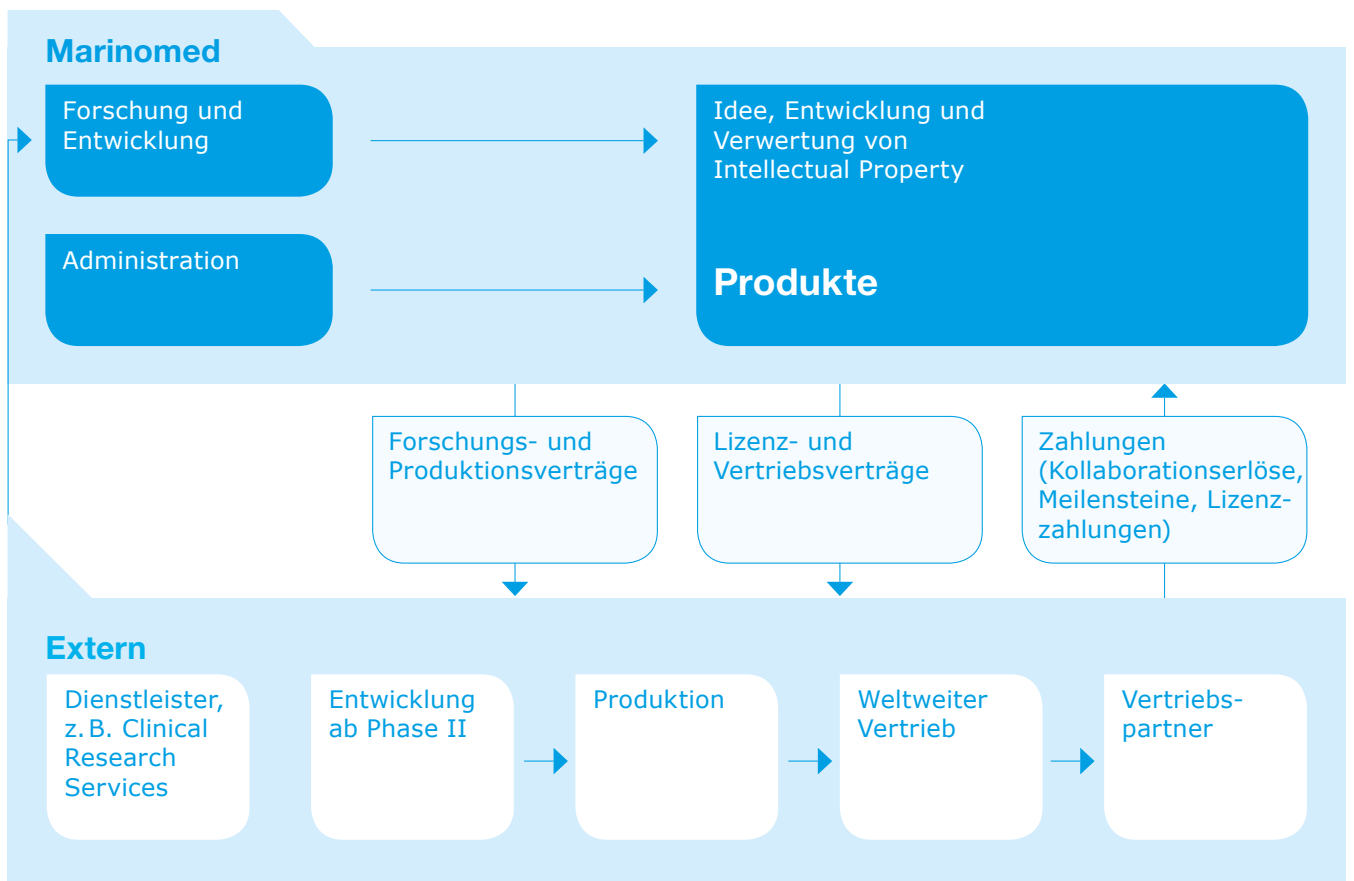 Marinomed
Forschung und
Entwicklung
Idee, Entwicklung und
Verwertung von
Intellectual Property
Administration
Produkte
Forschungs- und
Produktionsverträge
Lizenz- und
Vertriebsverträge
Zahlungen
(Kollaborationserlöse,
Meilensteine, Lizenz-
zahlungen)
Extern
Dienstleister,
z. B. Clinical
Research
Services
Entwicklung
ab Phase II
Produktion
Weltweiter
Vertrieb
Vertriebs-
partner